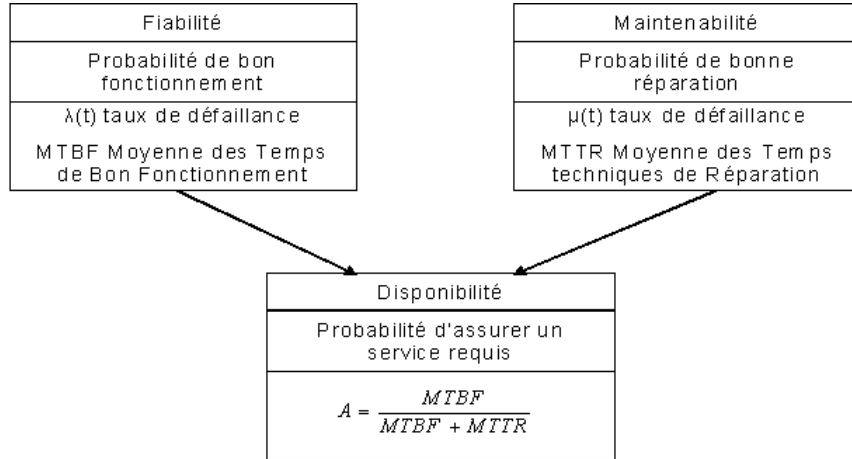 Fiabilité
Probabilité de bon
fonctionnement
λ(t) taux de défaillance
MTBF Moyenne des Temps
de Bon Fonctionnement
Maintenabilité
Probabilité de bonne
réparation
μ(t) taux de défaillance
MTTR Moyenne des Temps
techniques de Réparation
Disponibilité
Probabilité d'assurer un
service requis
A = MTBF / MTBF + MTTR